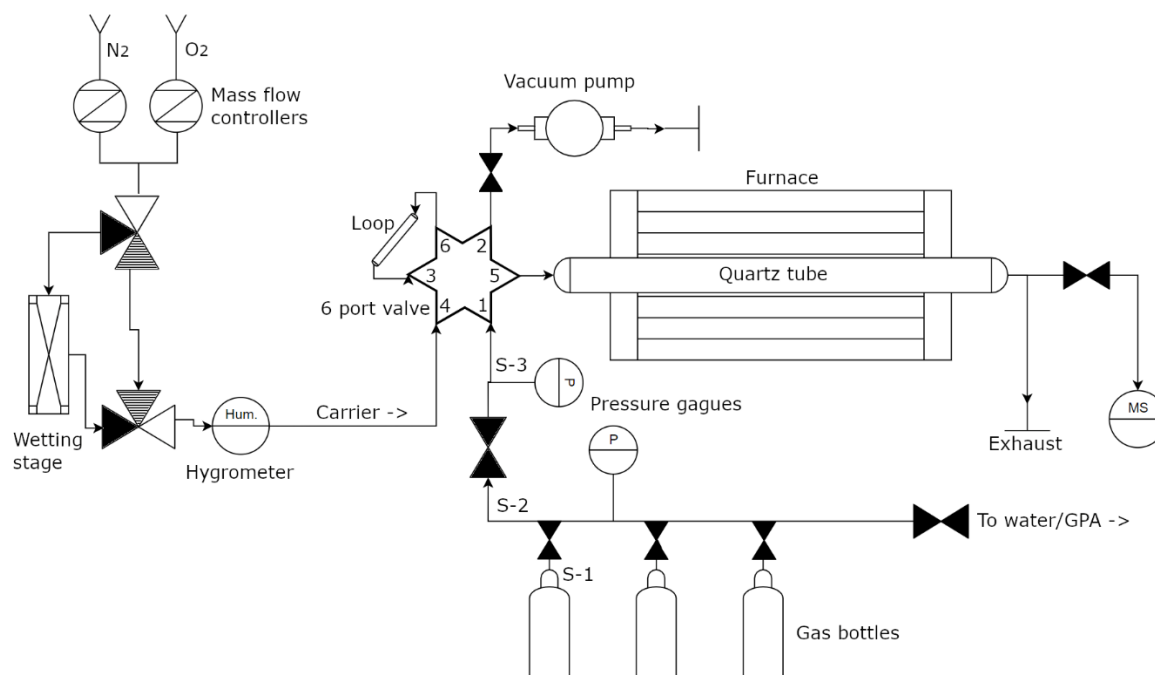 N2
O2
Mass flow
controllers
Vacuum pump
Furnace
Loop
6
2
3
5
4
1
Quartz tube
6 port valve
S-3
P
Pressure gagues
P
Hum.
Carrier ->
MS
Wetting
stage
Hygrometer
Exhaust
S-2
To water/GPA ->
S-1
Gas bottles